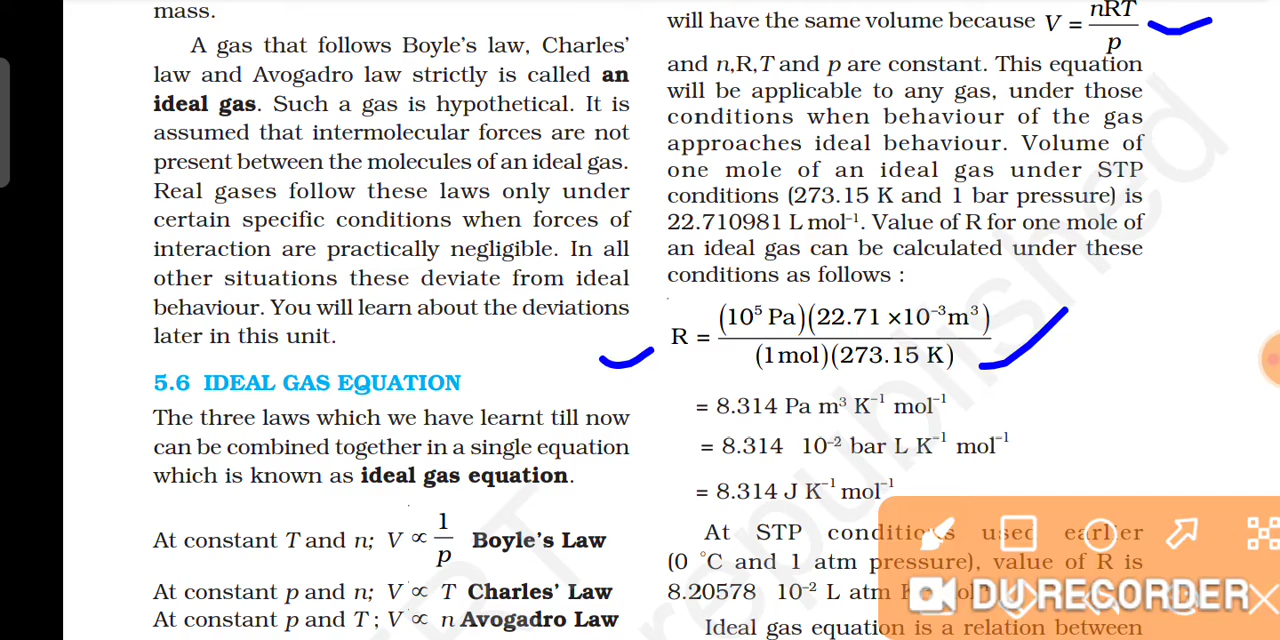 mass.
A gas that follows Boyle's law, Charles'
law and Avogadro law strictly is called an
ideal gas. Such a gas is hypothetical. It is
assumed that intermolecular forces are not
present between the molecules of an ideal gas.
Real gases follow these laws only under
certain specific conditions when forces of
interaction are practically negligible. In all
other situations these deviate from ideal
behaviour. You will learn about the deviations
later in this unit.
5.6 IDEAL GAS EQUATION
The three laws which we have learnt till now
can be combined together in a single equation
which is known as ideal gas equation.
At constant T and n; V ∝ 1/p Boyle's Law
At constant p and n; V ∝ T Charles' Law
At constant p and T ; V ∝ n Avogadro Law
will have the same volume because V = nRT/p
and n,R,T and p are constant. This equation
will be applicable to any gas, under those
conditions when behaviour of the gas
approaches ideal behaviour. Volume of
one mole of an ideal gas under STP
conditions (273.15 K and 1 bar pressure) is
22.710981 L mol⁻¹. Value of R for one mole of
an ideal gas can be calculated under these
conditions as follows :
R = (10⁵ Pa)(22.71 ×10⁻³m³) / (1mol)(273.15 K)
= 8.314 Pa m³ K⁻¹ mol⁻¹
= 8.314 10⁻² bar L K⁻¹ mol⁻¹
= 8.314 J K⁻¹ mol⁻¹
At STP conditions used earlier
(0 °C and 1 atm pressure), value of R is
8.20578 10⁻² L atm
Ideal gas equation is a relation between
DU RECORDER
republished